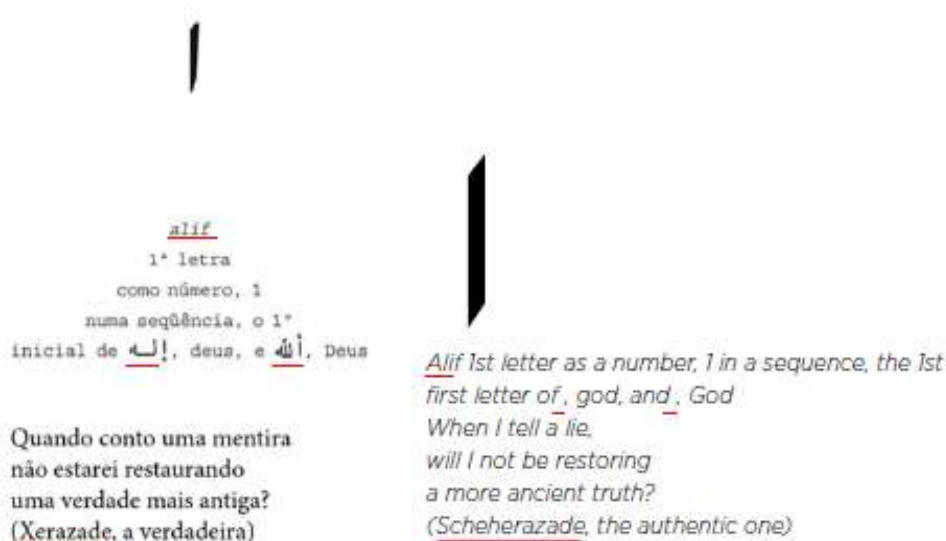 ا
alif
1ª letra
como número, 1
numa seqüência, o 1º
inicial de إله, deus, e ألله, Deus
Quando conto uma mentira
não estarei restaurando
uma verdade mais antiga?
(Xerazade, a verdadeira)
ا
Alif 1st letter as a number, 1 in a sequence, the 1st
first letter of , god, and , God
When I tell a lie,
will I not be restoring
a more ancient truth?
(Scheherazade, the authentic one)